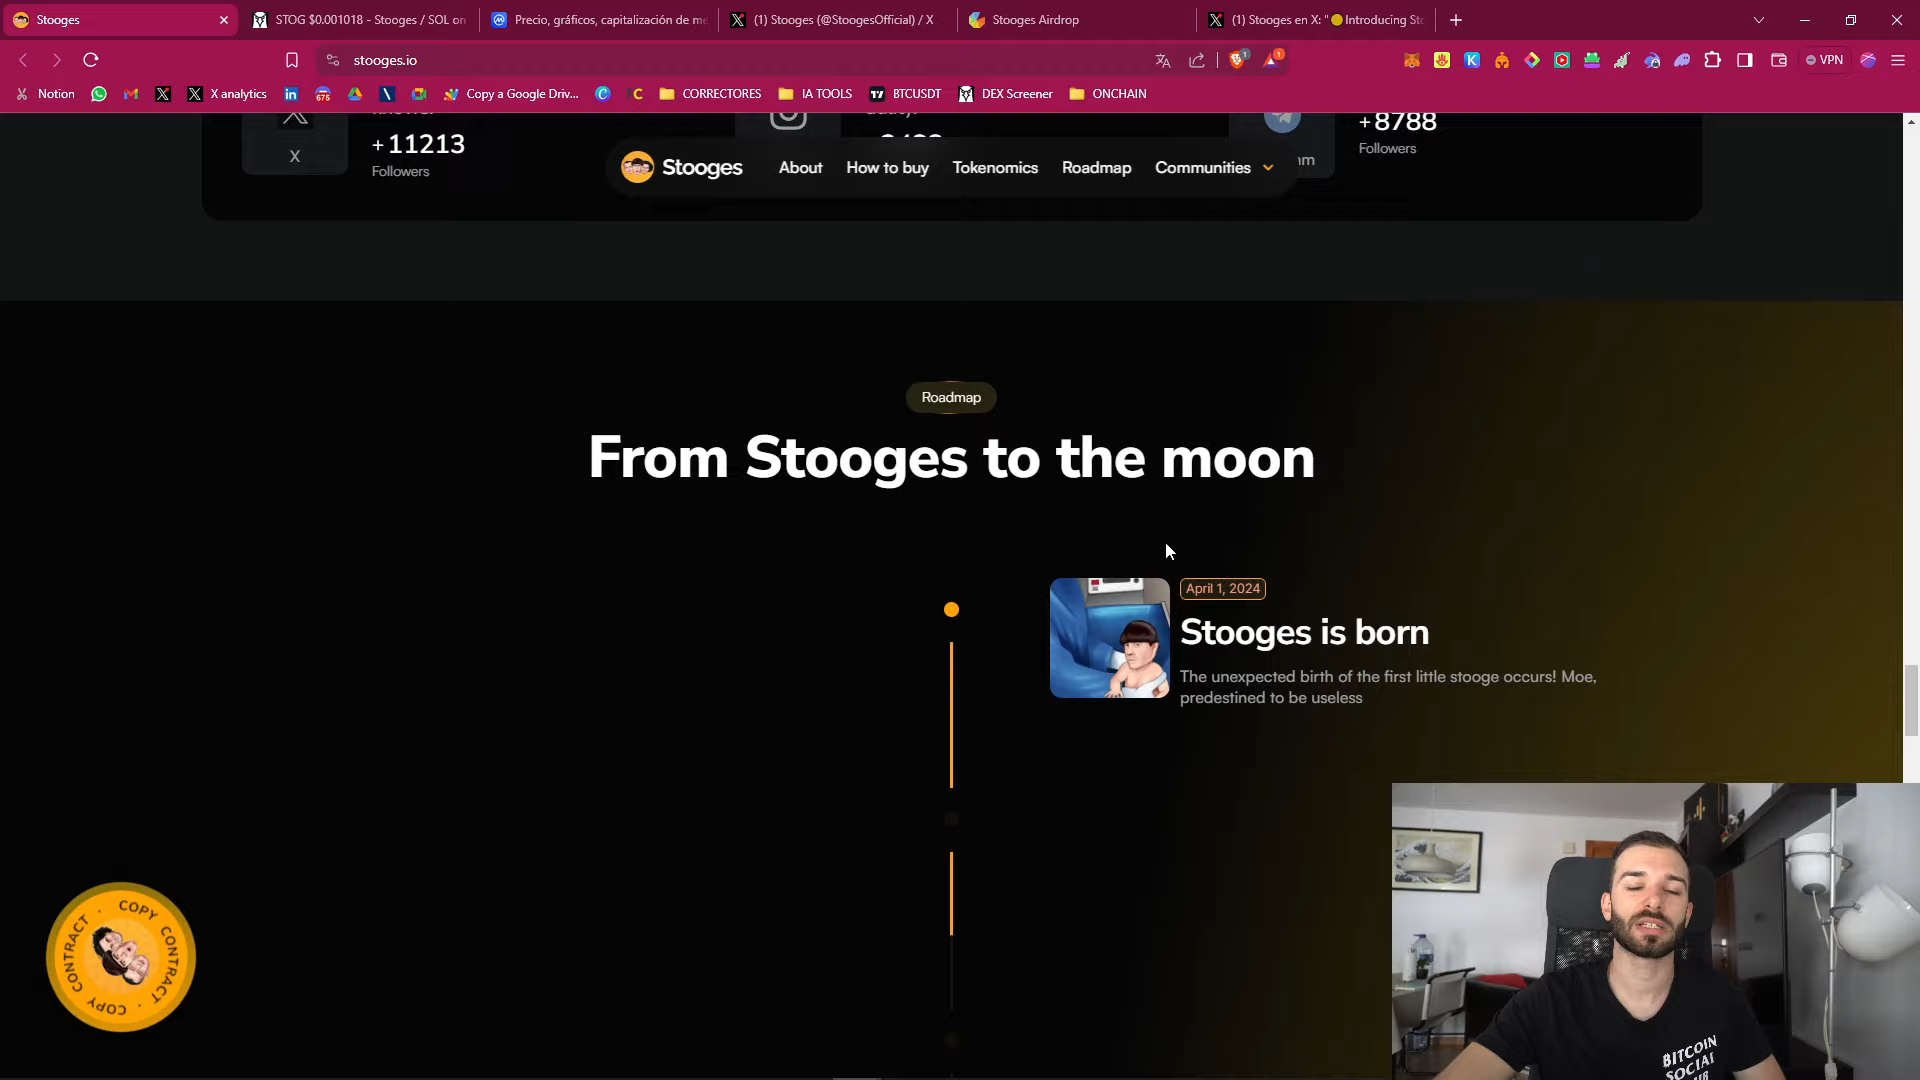 Stooges
STOG $0.001018 - Stooges / SOL on
Precio, gráficos, capitalización de me
(1) Stooges (@StoogesOfficial) / X
Stooges Airdrop
(1) Stooges en X: "🟡Introducing Sto
stooges.io
VPN
Notion
X analytics
Copy a Google Driv...
CORRECTORES
IA TOOLS
BTCUSDT
DEX Screener
ONCHAIN
X
+11213
Followers
+8788
Followers
Stooges
About
How to buy
Tokenomics
Roadmap
Communities
Roadmap
From Stooges to the moon
April 1, 2024
Stooges is born
The unexpected birth of the first little stooge occurs! Moe,
predestined to be useless
COPY CONTRACT · COPY CONTRACT ·
BITCOIN
SOCIAL